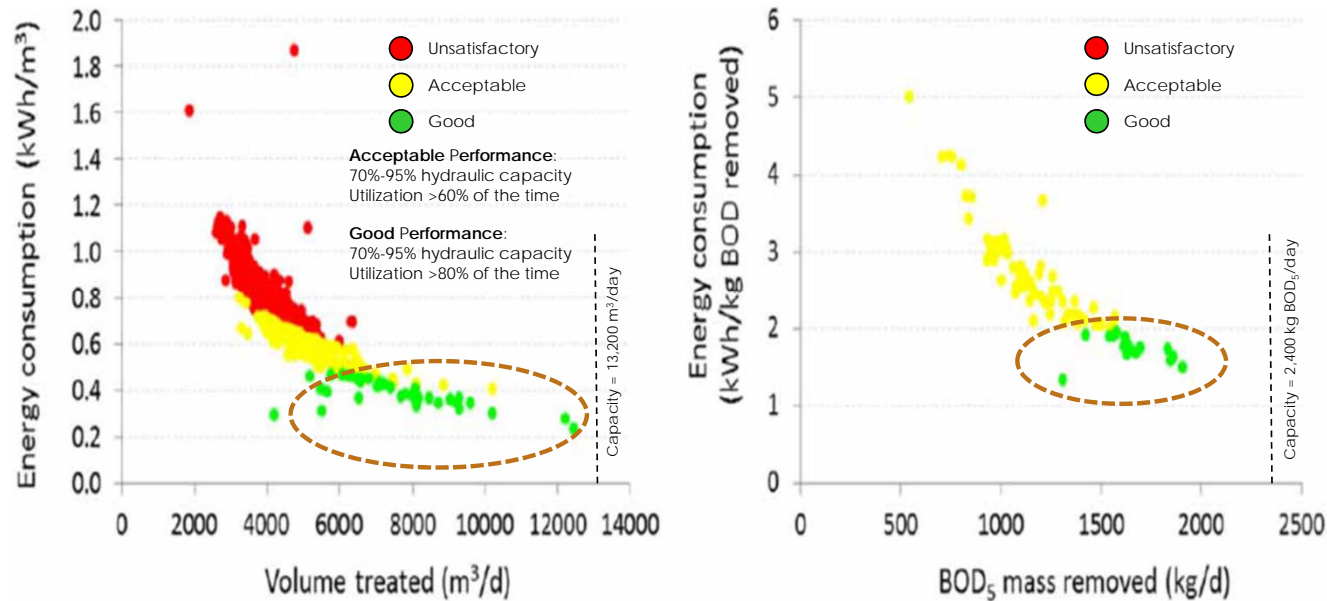 Energy consumption (kWh/m³)
2.0
1.8
1.6
1.4
1.2
1.0
0.8
0.6
0.4
0.2
0.0
0 2000 4000 6000 8000 10000 12000 14000
Volume treated (m³/d)
Unsatisfactory
Acceptable
Good
Acceptable Performance:
70%-95% hydraulic capacity
Utilization >60% of the time
Good Performance:
70%-95% hydraulic capacity
Utilization >80% of the time
Capacity = 13,200 m³/day
Energy consumption
(kWh/kg BOD removed)
6
5
4
3
2
1
0
0 500 1000 1500 2000 2500
BOD₅ mass removed (kg/d)
Unsatisfactory
Acceptable
Good
Capacity = 2,400 kg BOD₅/day